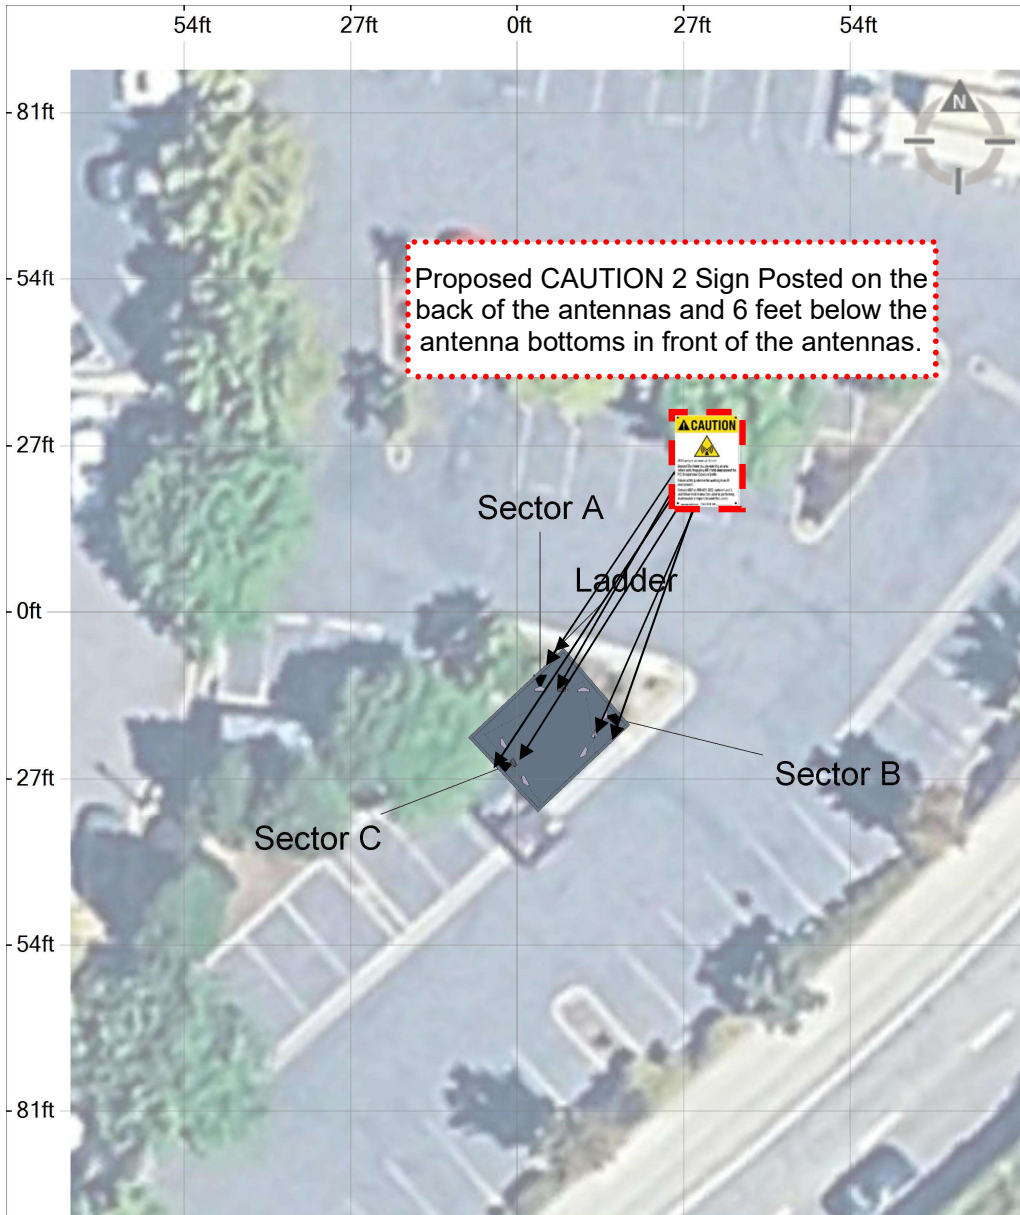 54ft 27ft 0ft 27ft 54ft
81ft
N
54ft
Proposed CAUTION 2 Sign Posted on the
back of the antennas and 6 feet below the
antenna bottoms in front of the antennas.
27ft
CAUTION
Sector A
Ladder
0ft
27ft
Sector B
Sector C
54ft
81ft